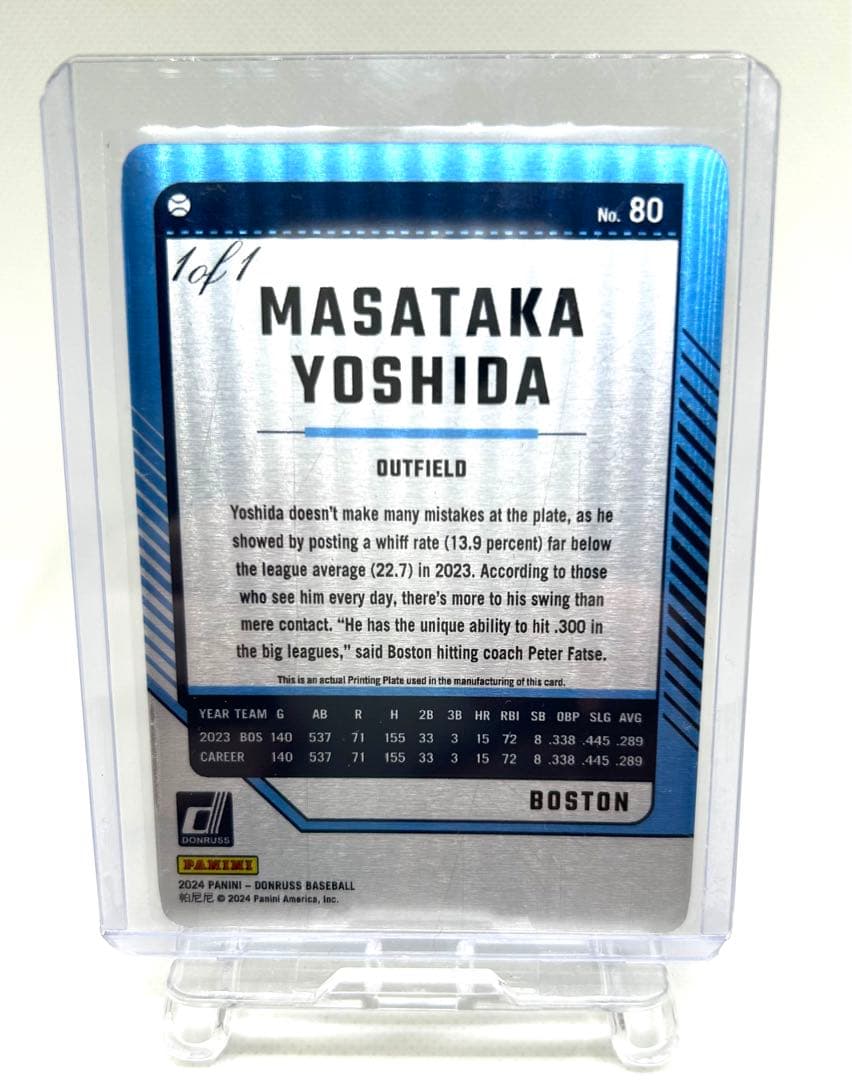 No. 80
1 of 1
MASATAKA
YOSHIDA
OUTFIELD
Yoshida doesn't make many mistakes at the plate, as he
showed by posting a whiff rate (13.9 percent) far below
the league average (22.7) in 2023. According to those
who see him every day, there's more to his swing than
mere contact. “He has the unique ability to hit .300 in
the big leagues,” said Boston hitting coach Peter Fatse.
This is an actual Printing Plate used in the manufacturing of this card.
YEAR TEAM G AB R H 2B 3B HR RBI SB OBP SLG AVG
2023 BOS 140 537 71 155 33 3 15 72 8 .338 .445 .289
CAREER 140 537 71 155 33 3 15 72 8 .338 .445 .289
BOSTON
d
DONRUSS
PANINI
2024 PANINI – DONRUSS BASEBALL
帕尼尼 © 2024 Panini America, Inc.